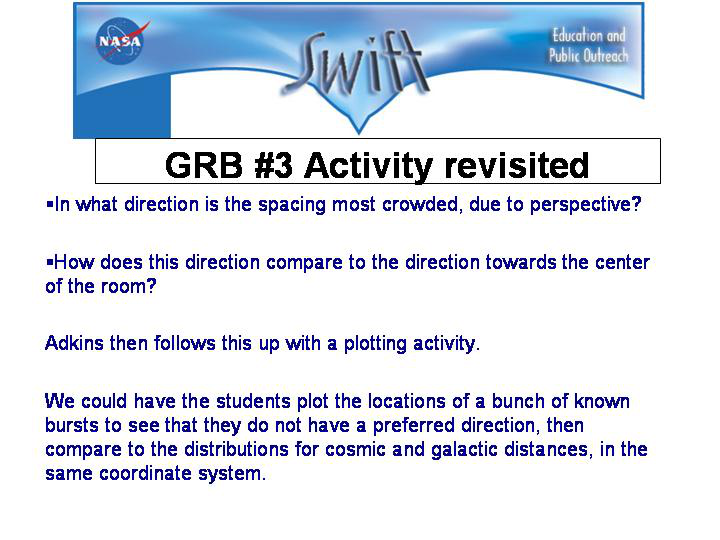 NASA
Swift
Education and
Public Outreach
GRB #3 Activity revisited
▪In what direction is the spacing most crowded, due to perspective?
▪How does this direction compare to the direction towards the center
of the room?
Adkins then follows this up with a plotting activity.
We could have the students plot the locations of a bunch of known
bursts to see that they do not have a preferred direction, then
compare to the distributions for cosmic and galactic distances, in the
same coordinate system.